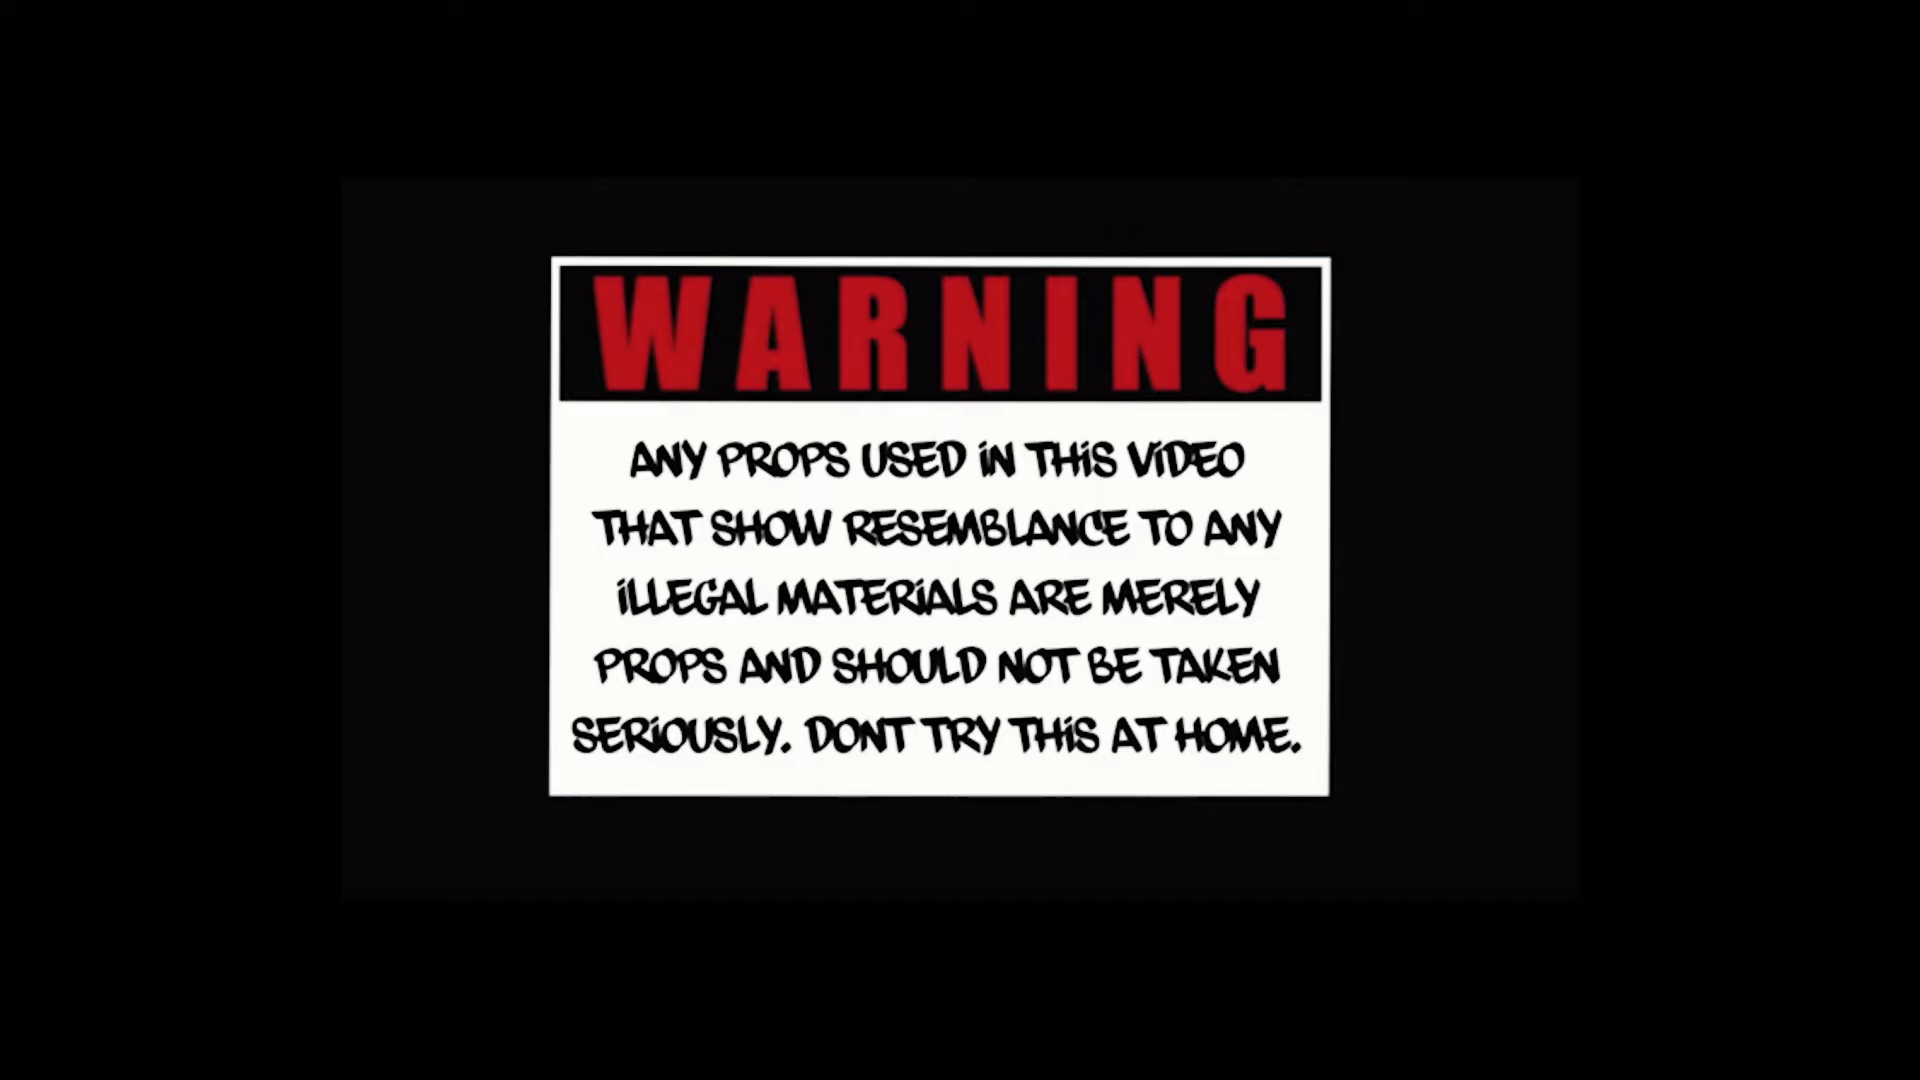 WARNING
ANY PROPS USED iN THiS ViDEO
THAT SHOW RESEMBLANCE TO ANY
iLLEGAL MATERiALS ARE MERELY
PROPS AND SHOULD NOT BE TAKEN
SERiOUSLY. DONT TRY THiS AT HOME.